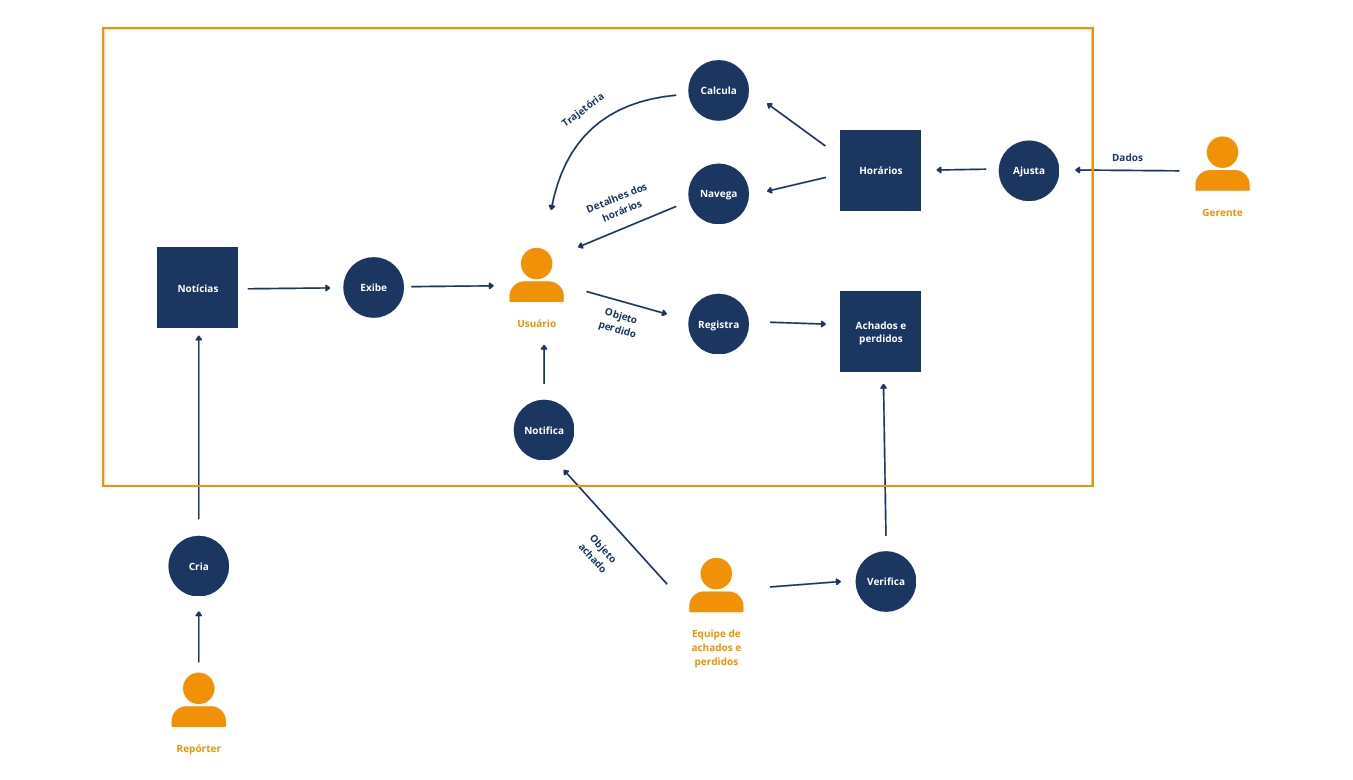 Calcula
Trajetória
Dados
Horários
Ajusta
Navega
Detalhes dos
horários
Gerente
Notícias
Exibe
Usuário
Objeto
perdido
Registra
Achados e
perdidos
Notifica
Objeto
achado
Cria
Verifica
Equipe de
achados e
perdidos
Repórter